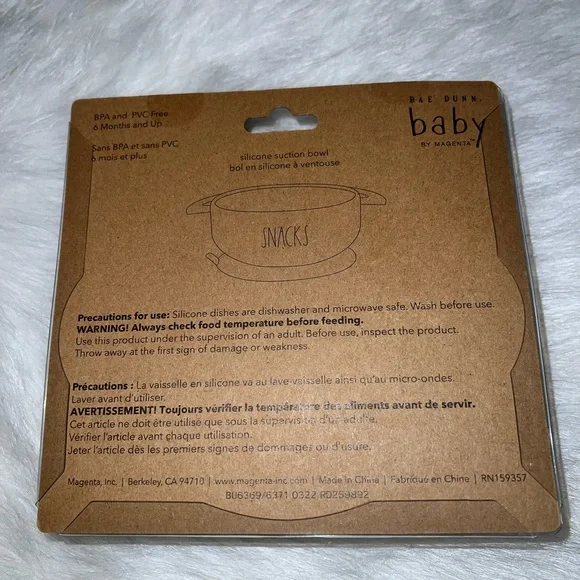 BPA and PVC Free
6 Months and Up
Sans BPA et sans PVC
6 mois et plus
RAE DUNN.
baby
BY MAGENTA™
silicone suction bowl
bol en silicone à ventouse
SNACKS
Precautions for use: Silicone dishes are dishwasher and microwave safe. Wash before use.
WARNING! Always check food temperature before feeding.
Use this product under the supervision of an adult. Before use, inspect the product.
Throw away at the first sign of damage or weakness.
Précautions : La vaisselle en silicone va au lave-vaisselle ainsi qu'au micro-ondes.
Laver avant d'utiliser.
AVERTISSEMENT! Toujours vérifier la température des aliments avant de servir.
Cet article ne doit être utilisé que sous la supervision d'un adulte.
Vérifier l'article avant chaque utilisation.
Jeter l'article dès les premiers signes de dommages ou d'usure.
Magenta, Inc. | Berkeley, CA 94710 | www.magenta-inc.com | Made in China | Fabriqué en Chine | RN159357
B06369/6371 0322 R0259892